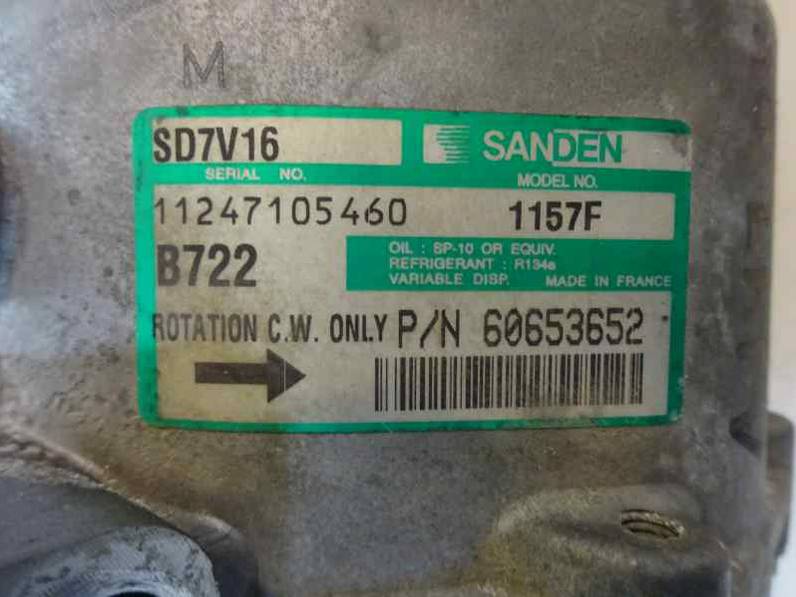 M
SD7V16 SANDEN
SERIAL NO. MODEL NO.
11247105460 1157F
B722
OIL : SP-10 OR EQUIV.
REFRIGERANT : R134a
VARIABLE DISP. MADE IN FRANCE
ROTATION C.W. ONLY P/N 60653652